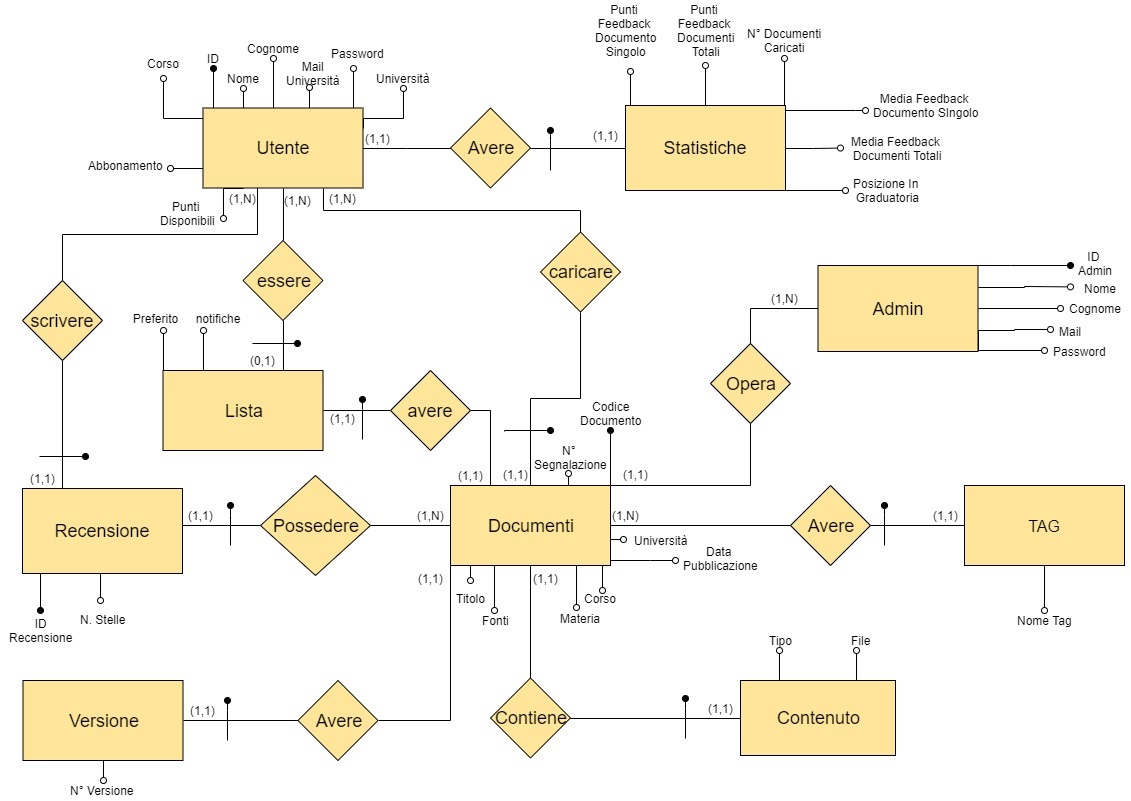 Punti
Feedback
Documento
Singolo
Punti
Feedback
Documenti
Totali
N° Documenti
Caricati
Corso
ID
Nome
Cognome
Mail
Università
Password
Università
Media Feedback
Documento SIngolo
Utente
(1,1)
Avere
(1,1)
Statistiche
Media Feedback
Documenti Totali
Abbonamento
Posizione In
Graduatoria
Punti
Disponibili
(1,N)
(1,N)
(1,N)
essere
caricare
scrivere
ID
Admin
Nome
Cognome
Mail
Password
Admin
(1,N)
Preferito
notifiche
(0,1)
Opera
Lista
(1,1)
avere
Codice
Documento
N°
Segnalazione
(1,1)
(1,1)
(1,1)
(1,1)
Recensione
(1,1)
Possedere
(1,N)
Documenti
(1,N)
Avere
(1,1)
TAG
Università
Data
Pubblicazione
(1,1)
(1,1)
Titolo
Fonti
Materia
Corso
ID
Recensione
N. Stelle
Nome Tag
Tipo
File
Versione
(1,1)
Avere
Contiene
(1,1)
Contenuto
N° Versione